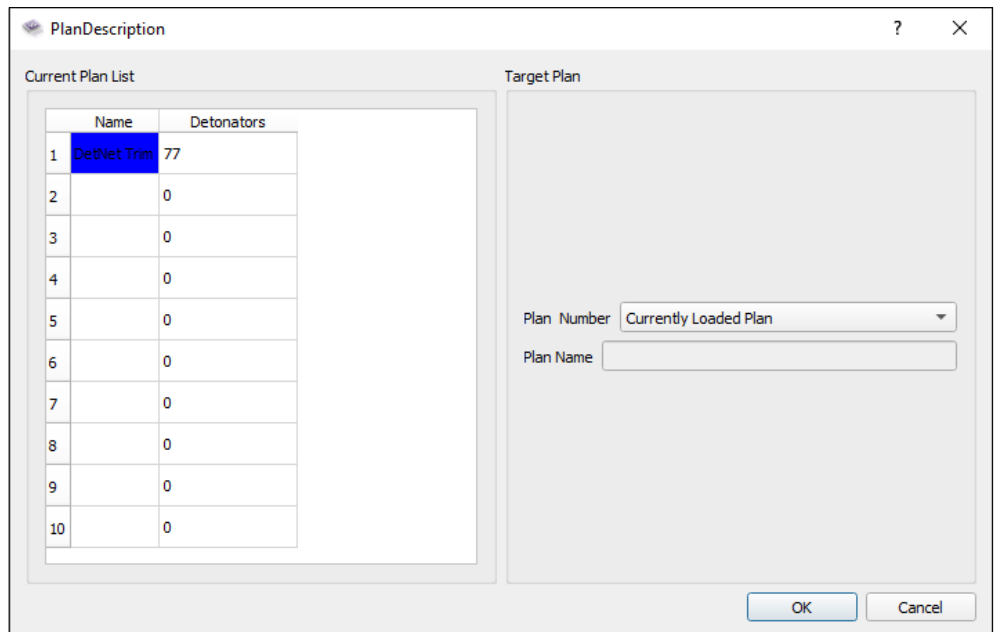 PlanDescription ?
Current Plan List
Target Plan
Name Detonators
1 DetNet Trim 77
2 0
3 0
4 0
5 0
6 0
7 0
8 0
9 0
10 0
Plan Number Currently Loaded Plan
Plan Name
OK Cancel